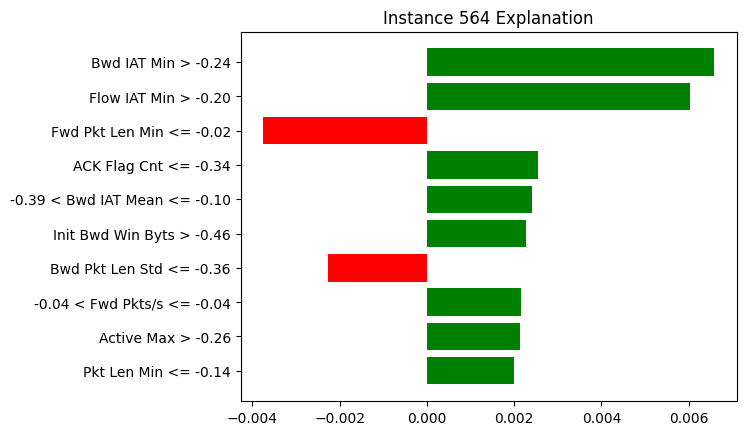 Instance 564 Explanation
Bwd IAT Min > -0.24
Flow IAT Min > -0.20
Fwd Pkt Len Min <= -0.02
ACK Flag Cnt <= -0.34
-0.39 < Bwd IAT Mean <= -0.10
Init Bwd Win Byts > -0.46
Bwd Pkt Len Std <= -0.36
-0.04 < Fwd Pkts/s <= -0.04
Active Max > -0.26
Pkt Len Min <= -0.14
−0.004 −0.002 0.000 0.002 0.004 0.006